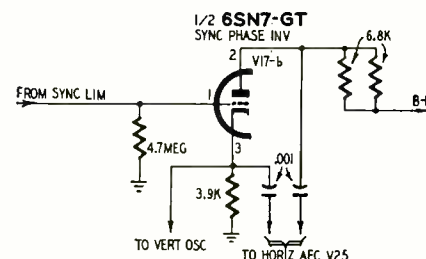 1/2 6SN7-GT
SYNC PHASE INV
6.8K
2
V17-b
FROM SYNC LIM
1
B+
4.7MEG
3
.001
3.9K
TO VERT OSC
TO HORIZ AFC V25